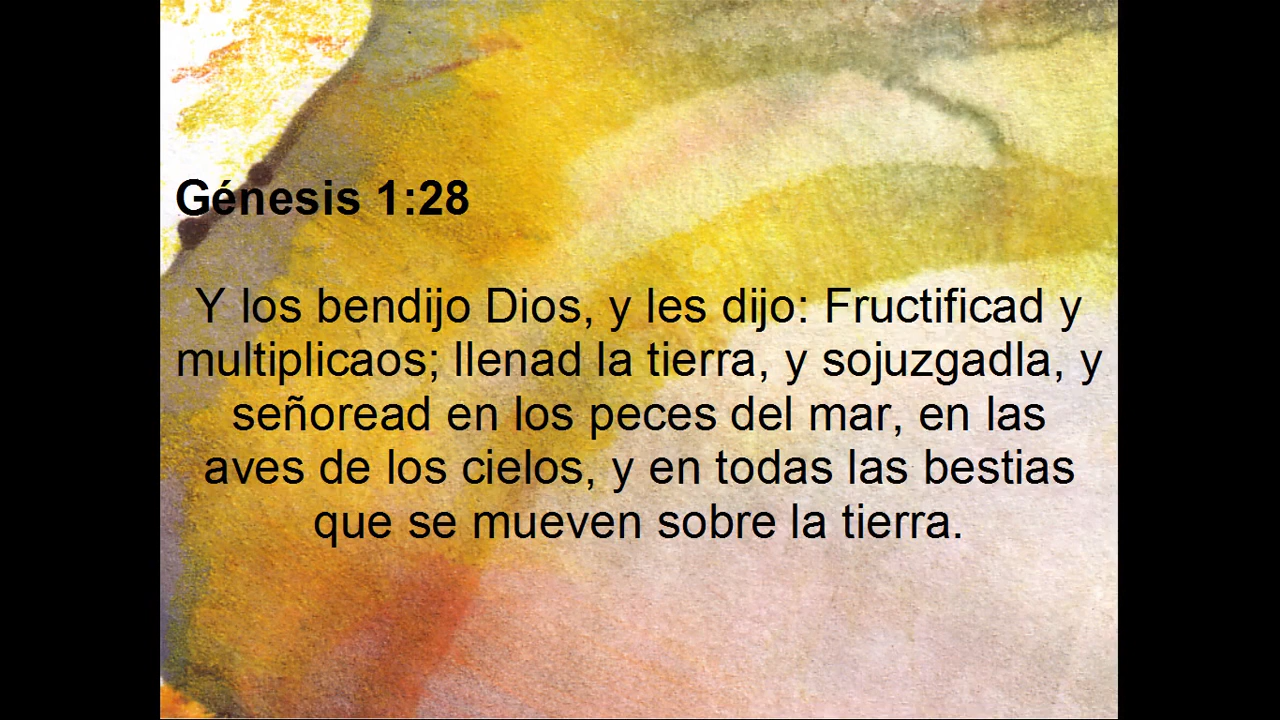 Génesis 1:28
Y los bendijo Dios, y les dijo: Fructificad y
multiplicaos; llenad la tierra, y sojuzgadla, y
señoread en los peces del mar, en las
aves de los cielos, y en todas las bestias
que se mueven sobre la tierra.